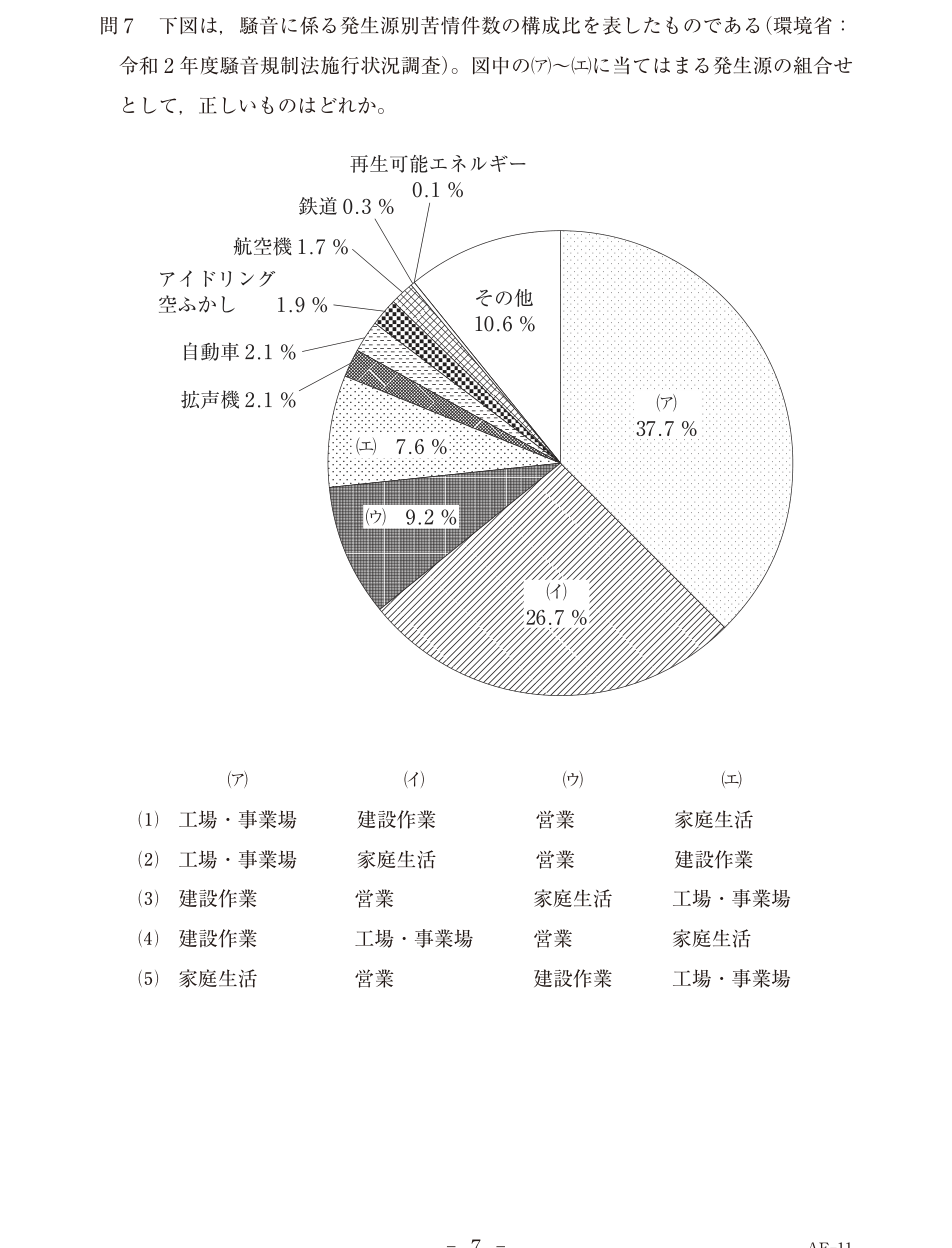 問7 下図は，騒音に係る発生源別苦情件数の構成比を表したものである(環境省：
令和2年度騒音規制法施行状況調査)。図中の㋐～㋓に当てはまる発生源の組合せ
として，正しいものはどれか。
再生可能エネルギー
0.1 %
鉄道 0.3 %
航空機 1.7 %
アイドリング
空ふかし 1.9 %
自動車 2.1 %
拡声機 2.1 %
その他
10.6 %
(ア)
37.7 %
(エ) 7.6 %
(ウ) 9.2 %
(イ)
26.7 %
(ア) (イ) (ウ) (エ)
(1) 工場・事業場 建設作業 営業 家庭生活
(2) 工場・事業場 家庭生活 営業 建設作業
(3) 建設作業 営業 家庭生活 工場・事業場
(4) 建設作業 工場・事業場 営業 家庭生活
(5) 家庭生活 営業 建設作業 工場・事業場
− 7 −